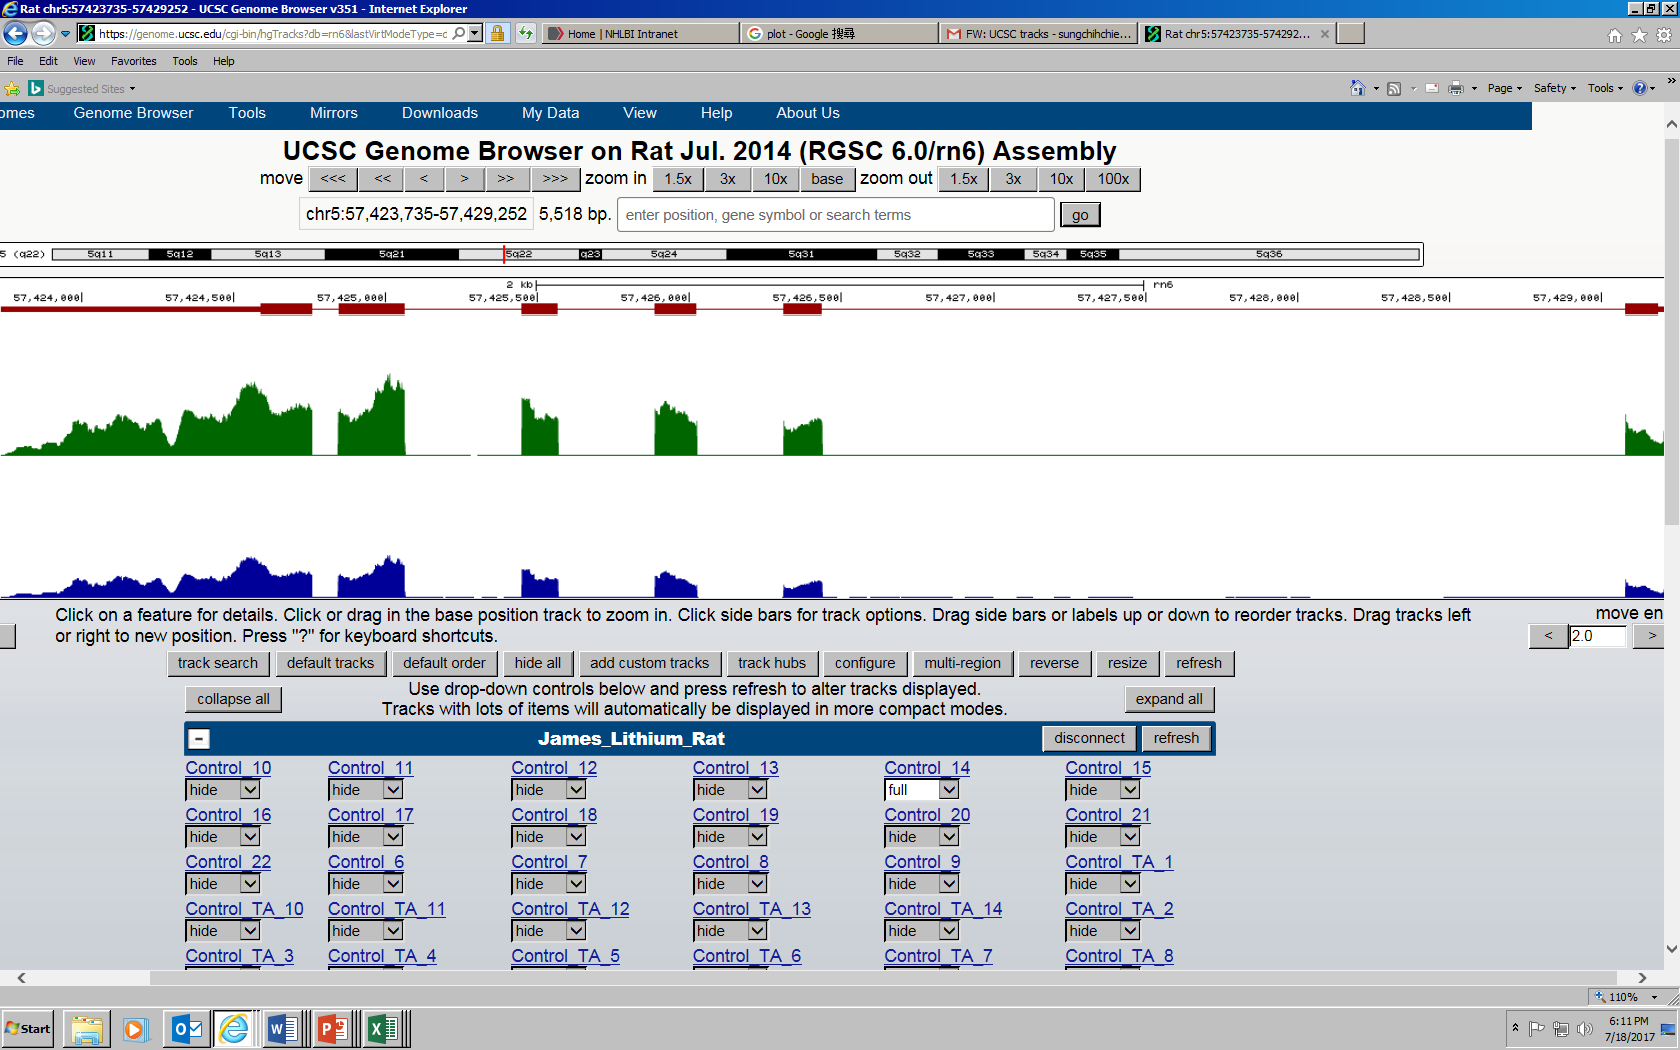 Rat chr5:57423735-57429252 - UCSC Genome Browser v351 - Internet Explorer
https://genome.ucsc.edu/cgi-bin/hgTracks?db=rn6&lastVirtModeType=c
Home | NHLBI Intranet
plot - Google 搜尋
FW: UCSC tracks - sungchihchie...
Rat chr5:57423735-574292...
File Edit View Favorites Tools Help
Suggested Sites
Page Safety Tools
omes Genome Browser Tools Mirrors Downloads My Data View Help About Us
UCSC Genome Browser on Rat Jul. 2014 (RGSC 6.0/rn6) Assembly
move <<< << < > >> >>> zoom in 1.5x 3x 10x base zoom out 1.5x 3x 10x 100x
chr5:57,423,735-57,429,252 5,518 bp. enter position, gene symbol or search terms go
5 (q22) 5q11 5q12 5q13 5q21 5q22 q23 5q24 5q31 5q32 5q33 5q34 5q35 5q36
2 kb rn6
57,424,000| 57,424,500| 57,425,000| 57,425,500| 57,426,000| 57,426,500| 57,427,000| 57,427,500| 57,428,000| 57,428,500| 57,429,000|
Click on a feature for details. Click or drag in the base position track to zoom in. Click side bars for track options. Drag side bars or labels up or down to reorder tracks. Drag tracks left
or right to new position. Press "?" for keyboard shortcuts.
move en
< 2.0 >
track search default tracks default order hide all add custom tracks track hubs configure multi-region reverse resize refresh
collapse all
Use drop-down controls below and press refresh to alter tracks displayed.
Tracks with lots of items will automatically be displayed in more compact modes.
expand all
- James_Lithium_Rat disconnect refresh
Control_10 Control_11 Control_12 Control_13 Control_14 Control_15
hide hide hide hide full hide
Control_16 Control_17 Control_18 Control_19 Control_20 Control_21
hide hide hide hide hide hide
Control_22 Control_6 Control_7 Control_8 Control_9 Control_TA_1
hide hide hide hide hide hide
Control_TA_10 Control_TA_11 Control_TA_12 Control_TA_13 Control_TA_14 Control_TA_2
hide hide hide hide hide hide
Control_TA_3 Control_TA_4 Control_TA_5 Control_TA_6 Control_TA_7 Control_TA_8
110%
Start
6:11 PM
7/18/2017